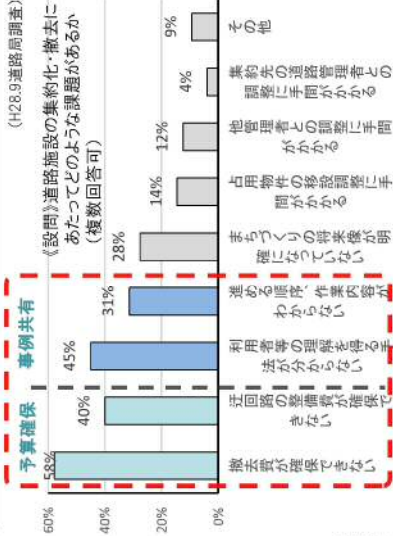 (H28.9道路局調査)
《設問》道路施設の集約化・撤去に
あたってどのような課題があるか
(複数回答可)
予算確保
事例共有
60%
40%
20%
0%
58%
40%
45%
31%
28%
14%
12%
4%
9%
撤去費が確保できない
迂回路の整備費が確保で
きない
利用者等の理解を得る手
法が分からない
進める順序、作業内容が
わからない
まちづくりの将来像が明
確になっていない
占用物件の移設調整に手
間がかかる
他管理者との調整に手間
がかかる
集約先の道路管理者との
調整に手間がかかる
その他